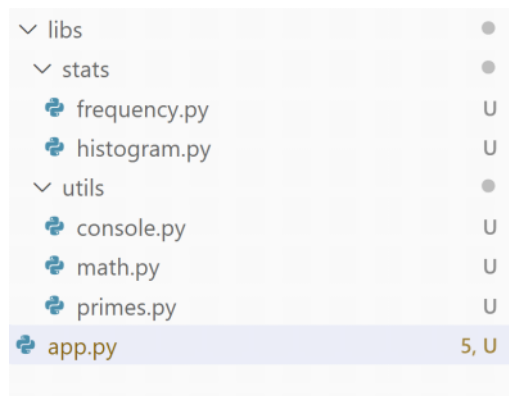 libs
stats
frequency.py U
histogram.py U
utils
console.py U
math.py U
primes.py U
app.py 5, U